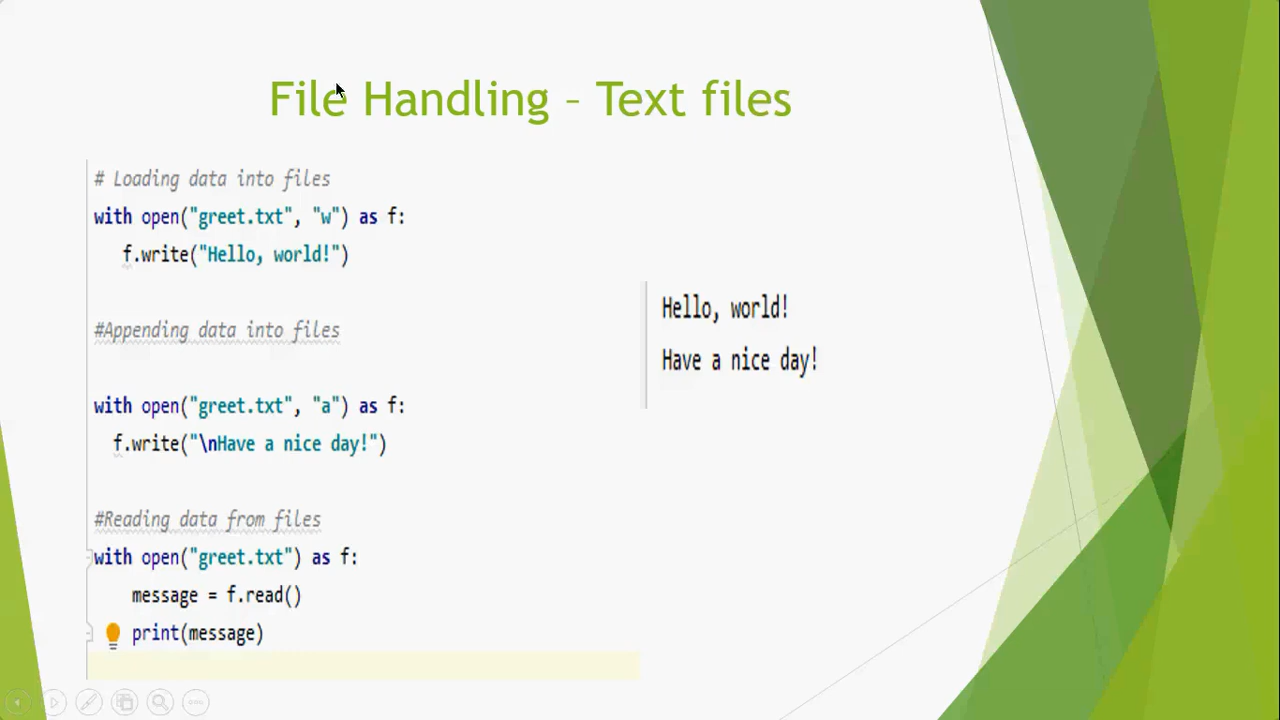 File Handling – Text files
# Loading data into files
with open("greet.txt", "w") as f:
f.write("Hello, world!")
#Appending data into files
with open("greet.txt", "a") as f:
f.write("\nHave a nice day!")
#Reading data from files
with open("greet.txt") as f:
message = f.read()
print(message)
Hello, world!
Have a nice day!